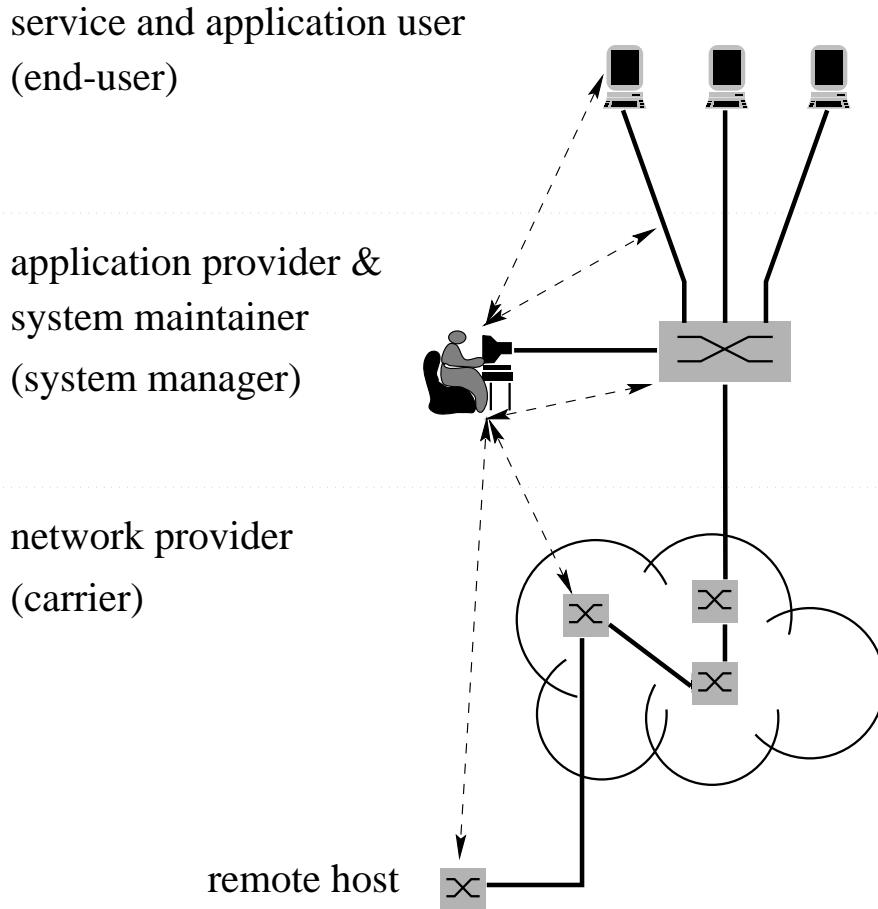 service and application user
(end-user)
application provider &
system maintainer
(system manager)
network provider
(carrier)
remote host